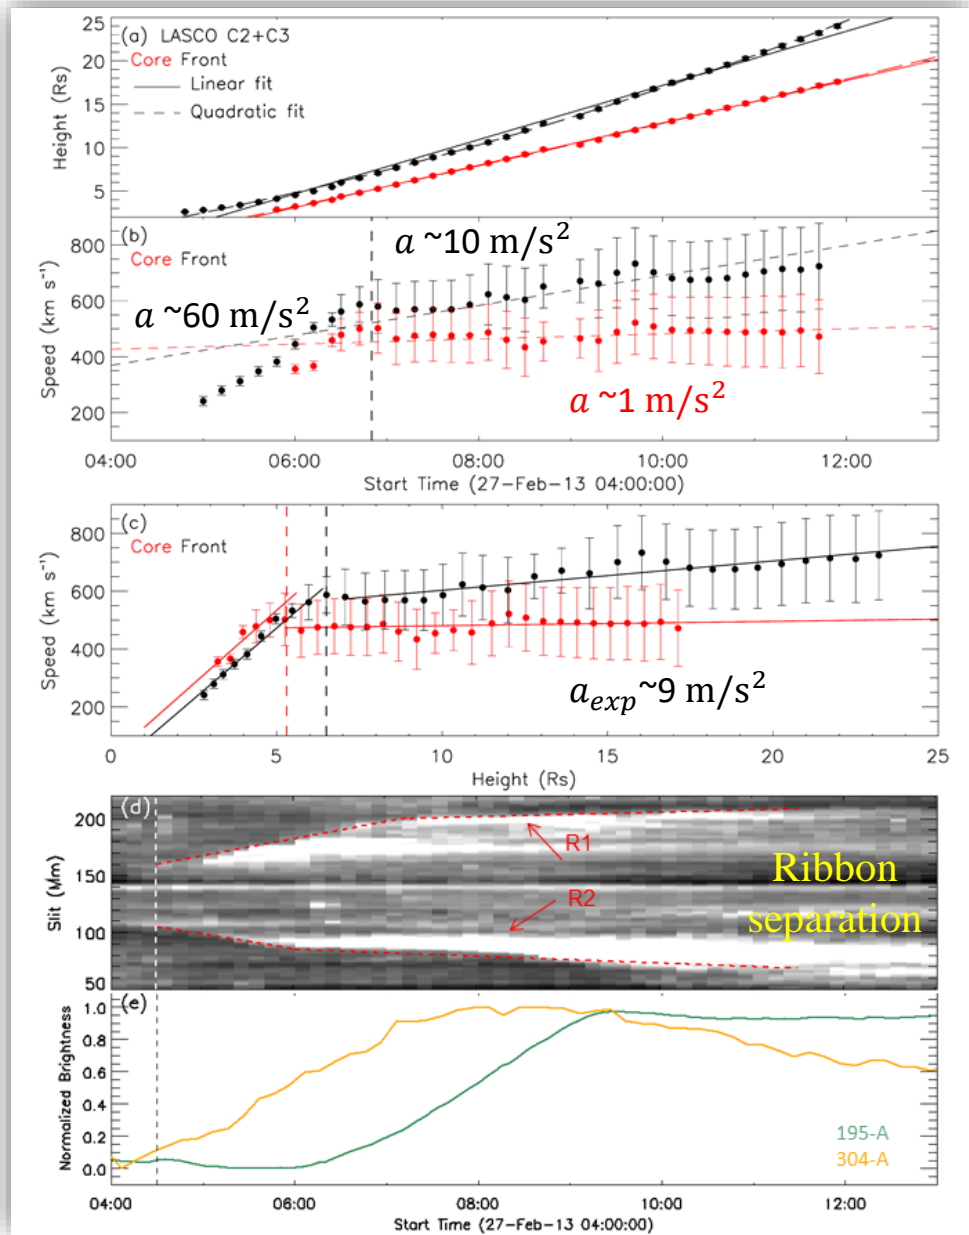 (a) LASCO C2+C3
Core Front
Linear fit
Quadratic fit
Height (Rs)
25
20
15
10
5
(b)
Core Front
a ~10 m/s²
a ~60 m/s²
a ~1 m/s²
Speed (km s⁻¹)
800
600
400
200
04:00 06:00 08:00 10:00 12:00
Start Time (27-Feb-13 04:00:00)
(c)
Core Front
a_exp~9 m/s²
Speed (km s⁻¹)
800
600
400
200
0 5 10 15 20 25
Height (Rs)
(d)
R1
R2
Ribbon
separation
Slit (Mm)
200
150
100
50
(e)
Normalized Brightness
1.0
0.8
0.6
0.4
0.2
0.0
195-A
304-A
04:00 06:00 08:00 10:00 12:00
Start Time (27-Feb-13 04:00:00)